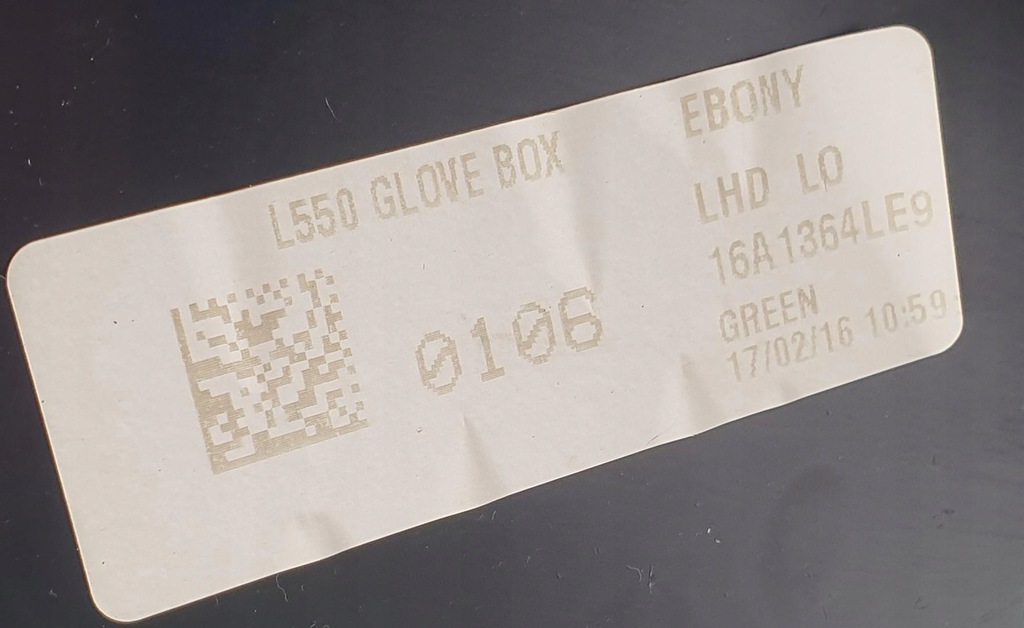 L550 GLOVE BOX
EBONY
LHD LO
16A1364LE9
0106
GREEN
17/02/16 10:59